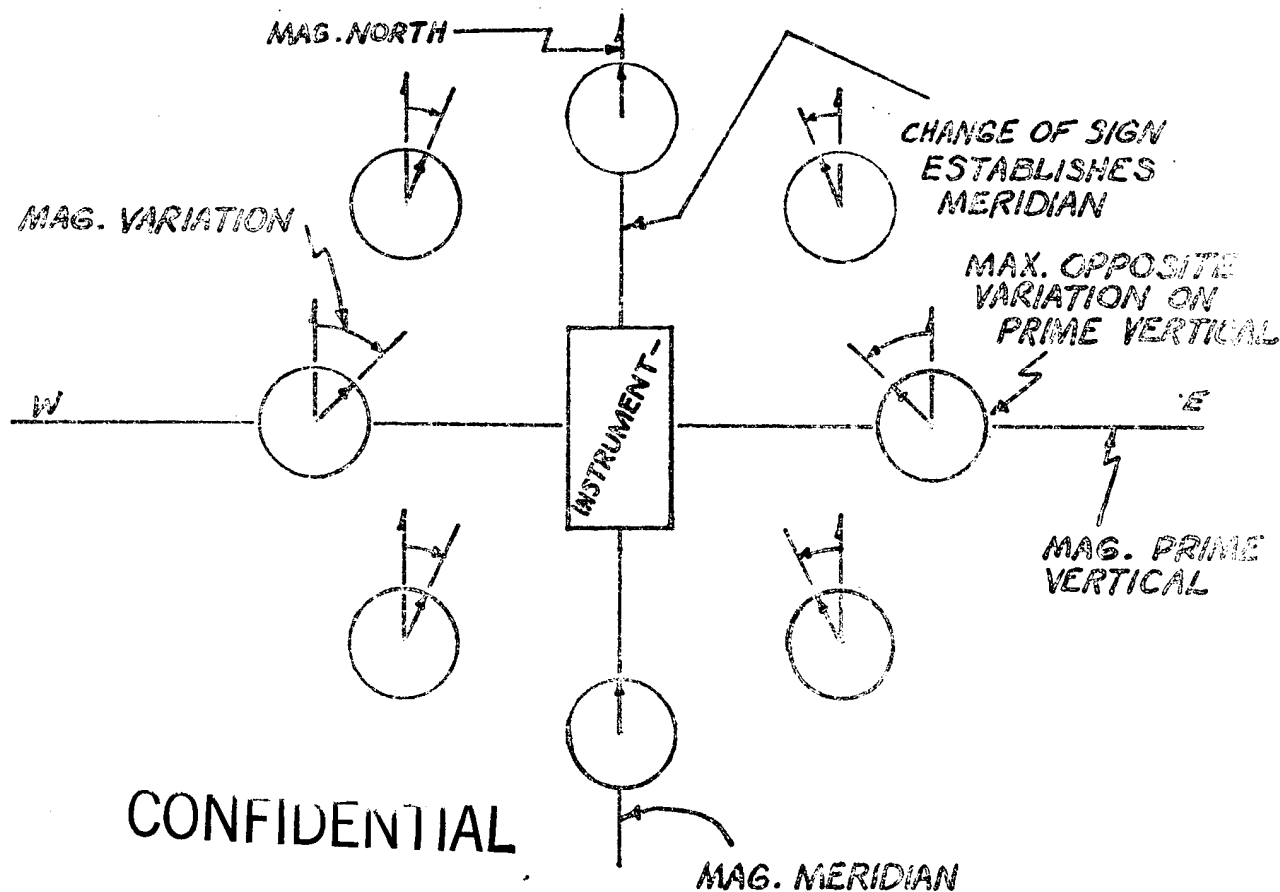 MAG. NORTH
CHANGE OF SIGN
ESTABLISHES
MERIDIAN
MAG. VARIATION
MAX. OPPOSITE
VARIATION ON
PRIME VERTICAL
INSTRUMENT-
W
E
MAG. PRIME
VERTICAL
CONFIDENTIAL
MAG. MERIDIAN